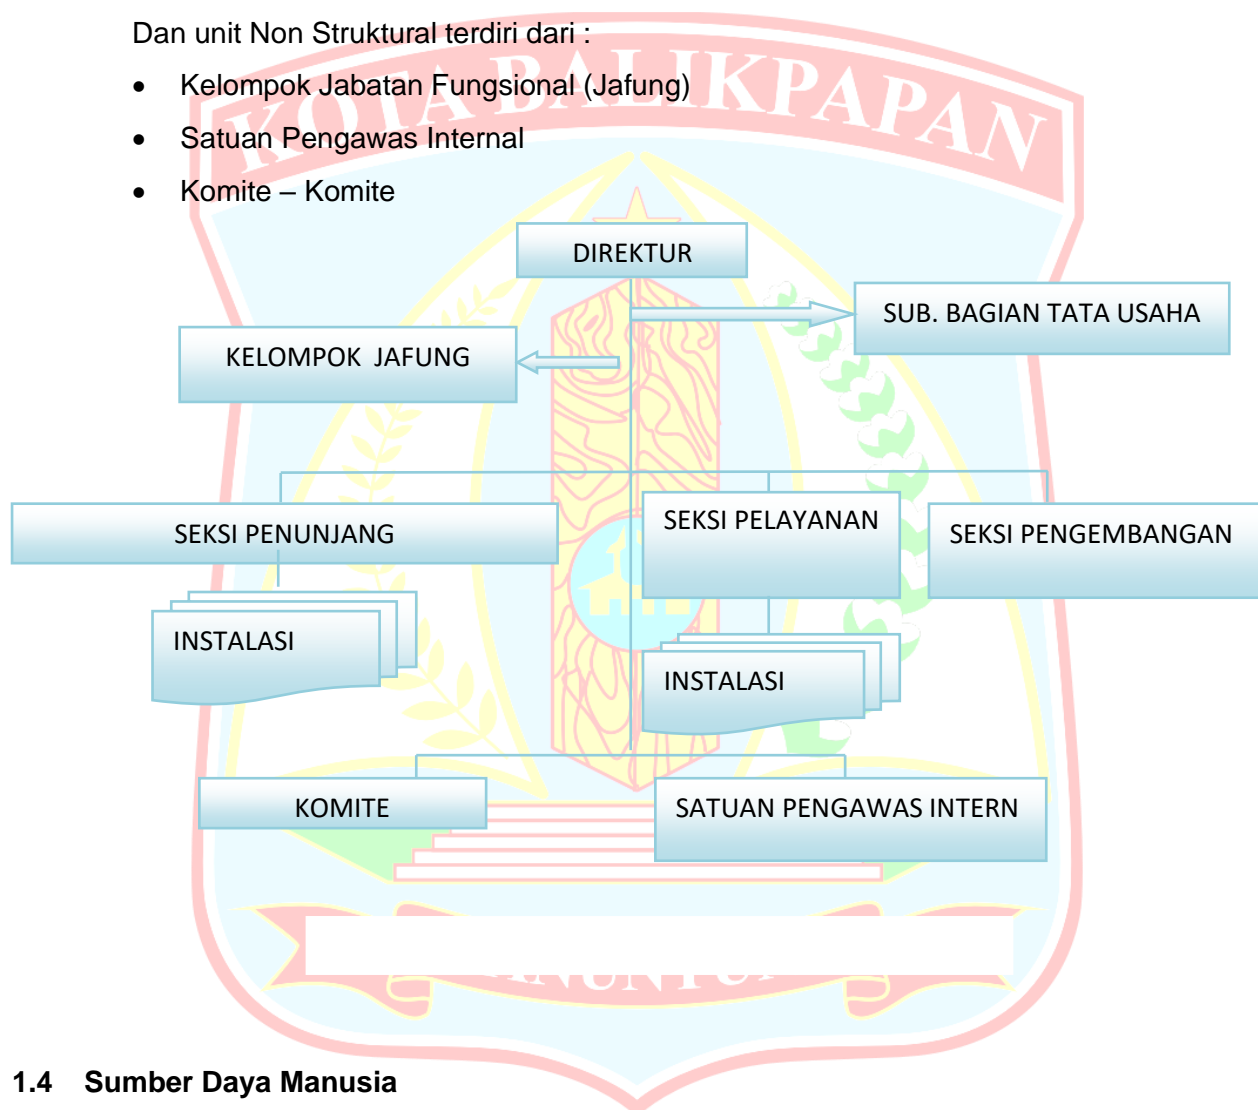 Dan unit Non Struktural terdiri dari :
• Kelompok Jabatan Fungsional (Jafung)
• Satuan Pengawas Internal
• Komite – Komite
KOTA BALIKPAPAN
DIREKTUR
SUB. BAGIAN TATA USAHA
KELOMPOK JAFUNG
SEKSI PENUNJANG
SEKSI PELAYANAN
SEKSI PENGEMBANGAN
INSTALASI
INSTALASI
KOMITE
SATUAN PENGAWAS INTERN
1.4 Sumber Daya Manusia